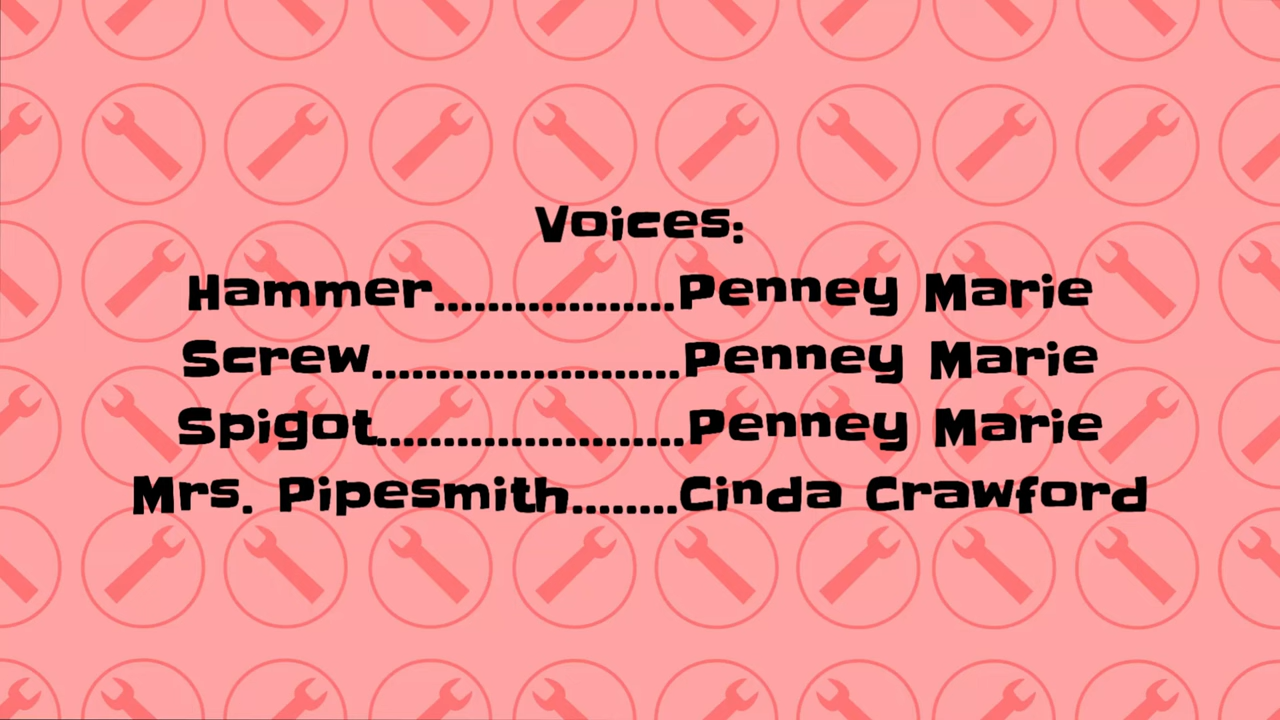 Voices:
Hammer..................Penney Marie
Screw.......................Penney Marie
Spigot.......................Penney Marie
Mrs. Pipesmith........Cinda Crawford